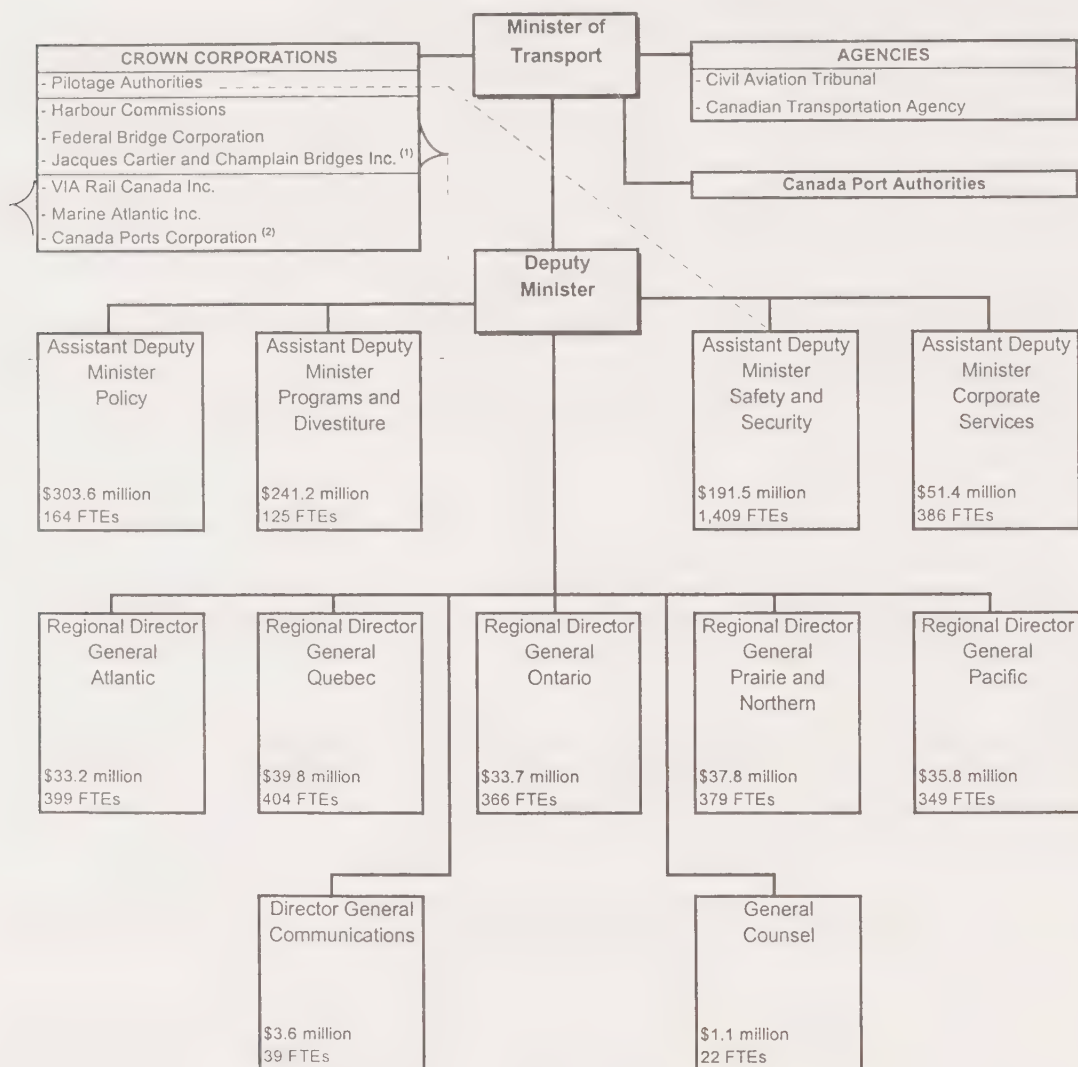 Minister of
Transport
CROWN CORPORATIONS
- Pilotage Authorities
- Harbour Commissions
- Federal Bridge Corporation
- Jacques Cartier and Champlain Bridges Inc. (1)
- VIA Rail Canada Inc.
- Marine Atlantic Inc.
- Canada Ports Corporation (2)
AGENCIES
- Civil Aviation Tribunal
- Canadian Transportation Agency
Canada Port Authorities
Deputy
Minister
Assistant Deputy
Minister
Policy
$303.6 million
164 FTEs
Assistant Deputy
Minister
Programs and
Divestiture
$241.2 million
125 FTEs
Assistant Deputy
Minister
Safety and
Security
$191.5 million
1,409 FTEs
Assistant Deputy
Minister
Corporate
Services
$51.4 million
386 FTEs
Regional Director
General
Atlantic
$33.2 million
399 FTEs
Regional Director
General
Quebec
$39 8 million
404 FTEs
Regional Director
General
Ontario
$33.7 million
366 FTEs
Regional Director
General
Prairie and
Northern
$37.8 million
379 FTEs
Regional Director
General
Pacific
$35.8 million
349 FTEs
Director General
Communications
$3.6 million
39 FTEs
General
Counsel
$1.1 million
22 FTEs